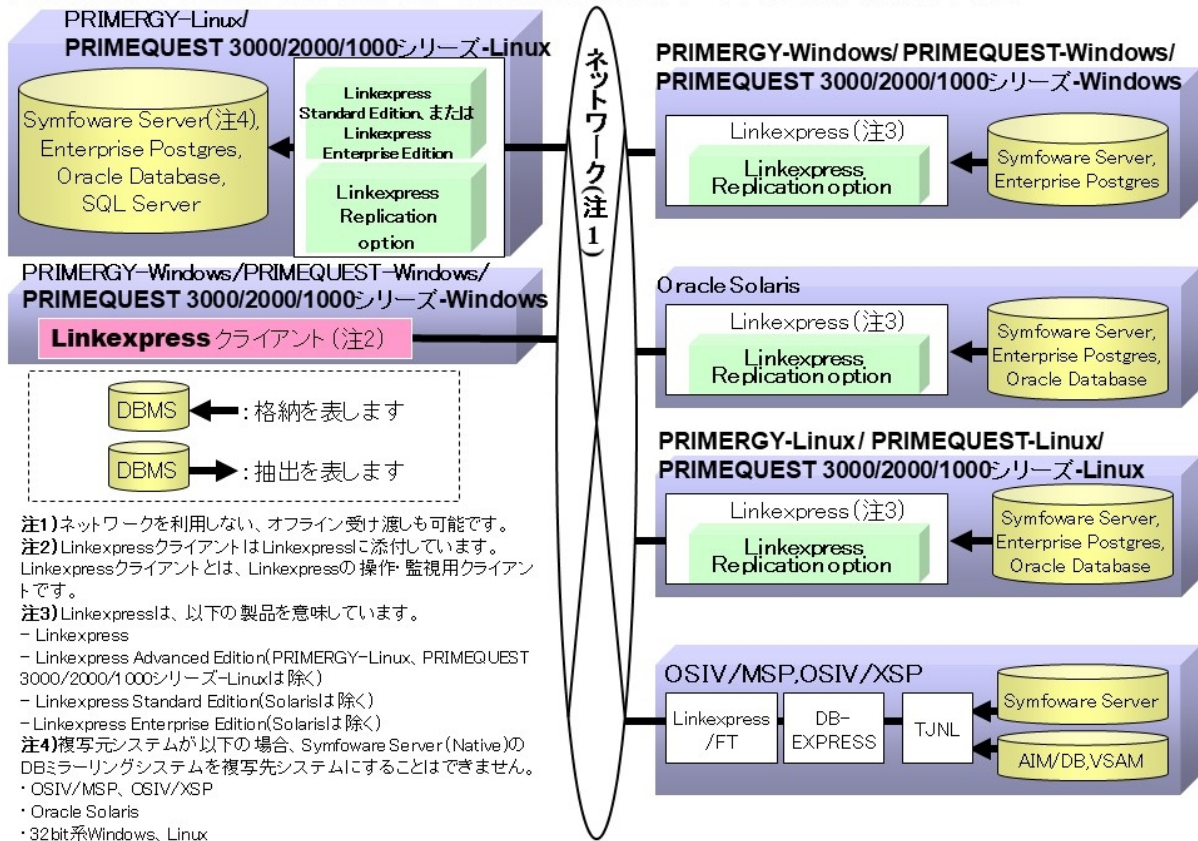 PRIMERGY-Linux/
PRIMEQUEST 3000/2000/1000シリーズ-Linux
Symfoware Server(注4),
Enterprise Postgres,
Oracle Database,
SQL Server
Linkexpress
Standard Edition、または
Linkexpress
Enterprise Edition
Linkexpress
Replication
option
PRIMERGY-Windows/PRIMEQUEST-Windows/
PRIMEQUEST 3000/2000/1000シリーズ-Windows
Linkexpress クライアント（注2）
DBMS
：格納を表します
DBMS
：抽出を表します
注1）ネットワークを利用しない、オフライン受け渡しも可能です。
注2）LinkexpressクライアントはLinkexpressに添付しています。
Linkexpressクライアントとは、Linkexpressの操作・監視用クライアン
トです。
注3）Linkexpressは、以下の製品を意味しています。
− Linkexpress
− Linkexpress Advanced Edition(PRIMERGY-Linux、PRIMEQUEST
3000/2000/1000シリーズ-Linuxは除く)
− Linkexpress Standard Edition(Solarisは除く)
−Linkexpress Enterprise Edition(Solarisは除く)
注4）複写元システムが以下の場合、Symfoware Server(Native)の
DBミラーリングシステムを複写先システムにすることはできません。
・OSIV/MSP、OSIV/XSP
・Oracle Solaris
・32bit系Windows、Linux
ネットワーク(注1)
PRIMERGY-Windows/ PRIMEQUEST-Windows/
PRIMEQUEST 3000/2000/1000シリーズ-Windows
Linkexpress（注3）
Linkexpress
Replication option
Symfoware Server,
Enterprise Postgres
Oracle Solaris
Linkexpress（注3）
Linkexpress
Replication option
Symfoware Server,
Enterprise Postgres,
Oracle Database
PRIMERGY-Linux/ PRIMEQUEST-Linux/
PRIMEQUEST 3000/2000/1000シリーズ-Linux
Linkexpress（注3）
Linkexpress
Replication option
Symfoware Server,
Enterprise Postgres,
Oracle Database
OSIV/MSP,OSIV/XSP
Linkexpress
/FT
DB-
EXPRESS
TJNL
Symfoware Server
AIM/DB,VSAM